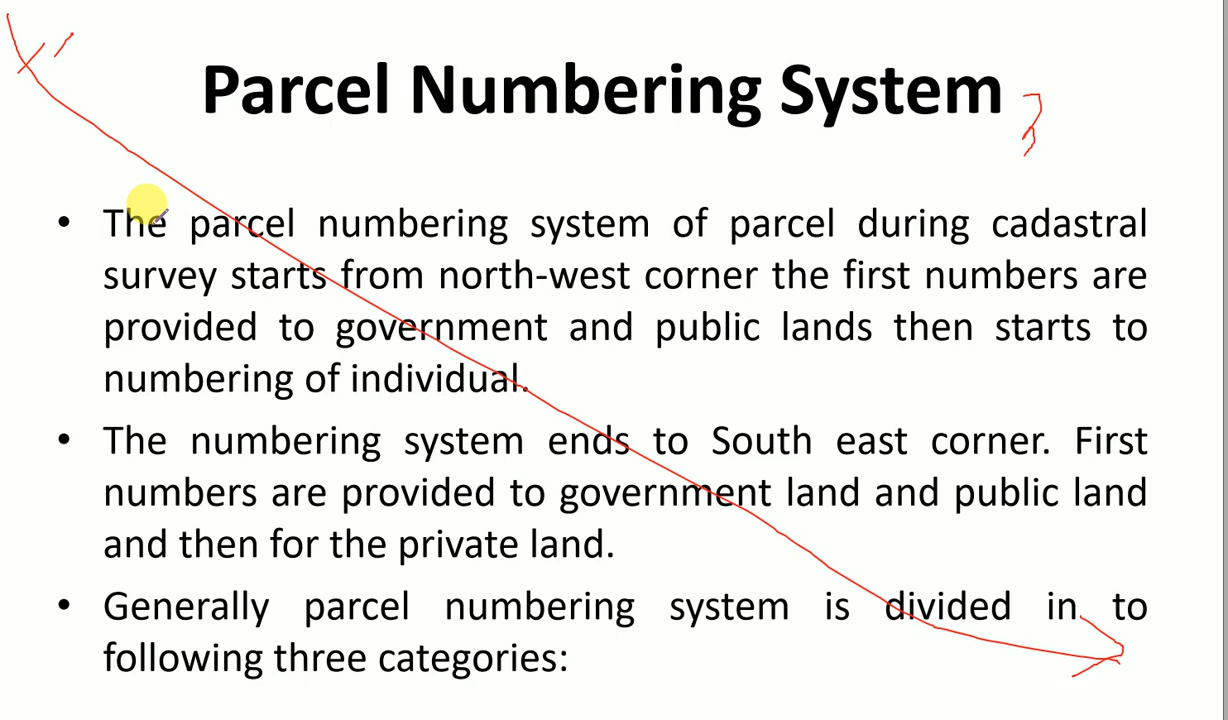 Parcel Numbering System
• The parcel numbering system of parcel during cadastral
survey starts from north-west corner the first numbers are
provided to government and public lands then starts to
numbering of individual.
• The numbering system ends to South east corner. First
numbers are provided to government land and public land
and then for the private land.
• Generally parcel numbering system is divided in to
following three categories: